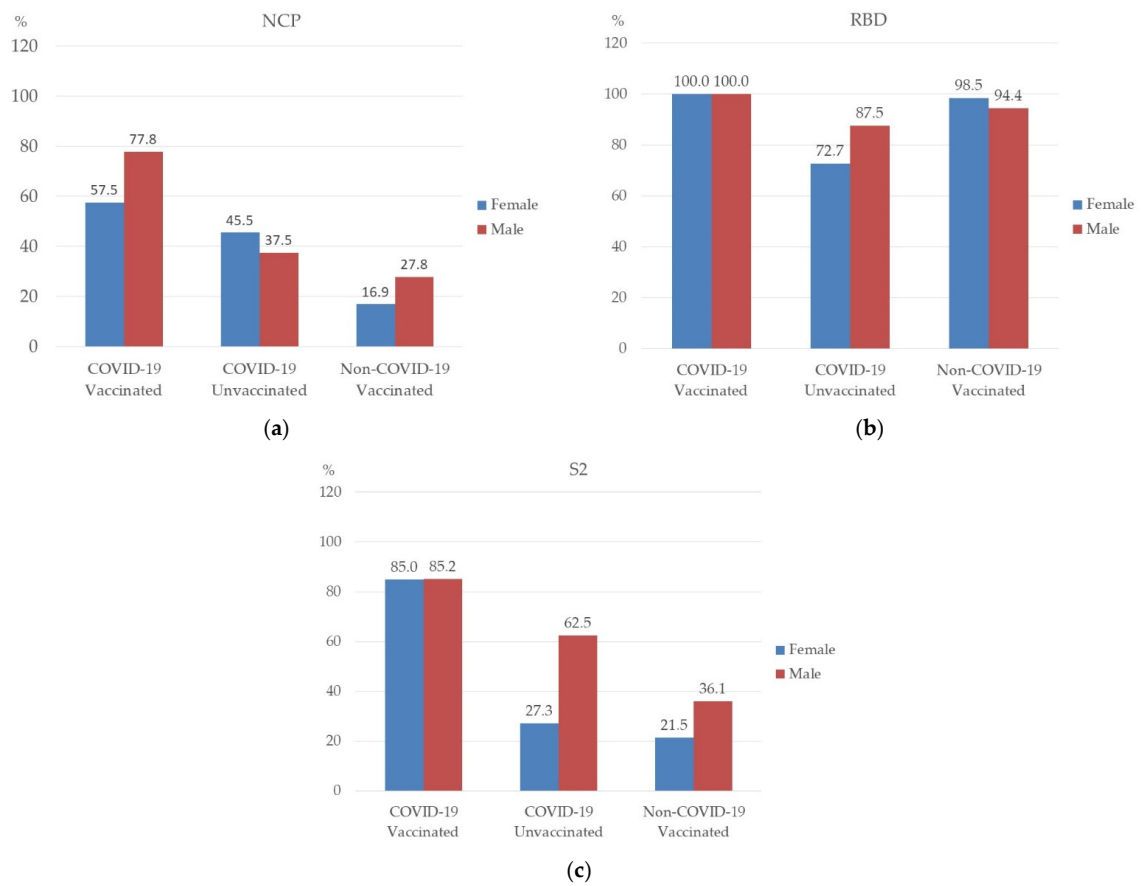 NCP
%
120
100
80
60
40
20
0
57.5
77.8
45.5
37.5
16.9
27.8
COVID-19
Vaccinated
COVID-19
Unvaccinated
Non-COVID-19
Vaccinated
Female
Male
(a)
RBD
%
120
100
80
60
40
20
0
100.0
100.0
72.7
87.5
98.5
94.4
COVID-19
Vaccinated
COVID-19
Unvaccinated
Non-COVID-19
Vaccinated
Female
Male
(b)
S2
%
120
100
80
60
40
20
0
85.0
85.2
27.3
62.5
21.5
36.1
COVID-19
Vaccinated
COVID-19
Unvaccinated
Non-COVID-19
Vaccinated
Female
Male
(c)